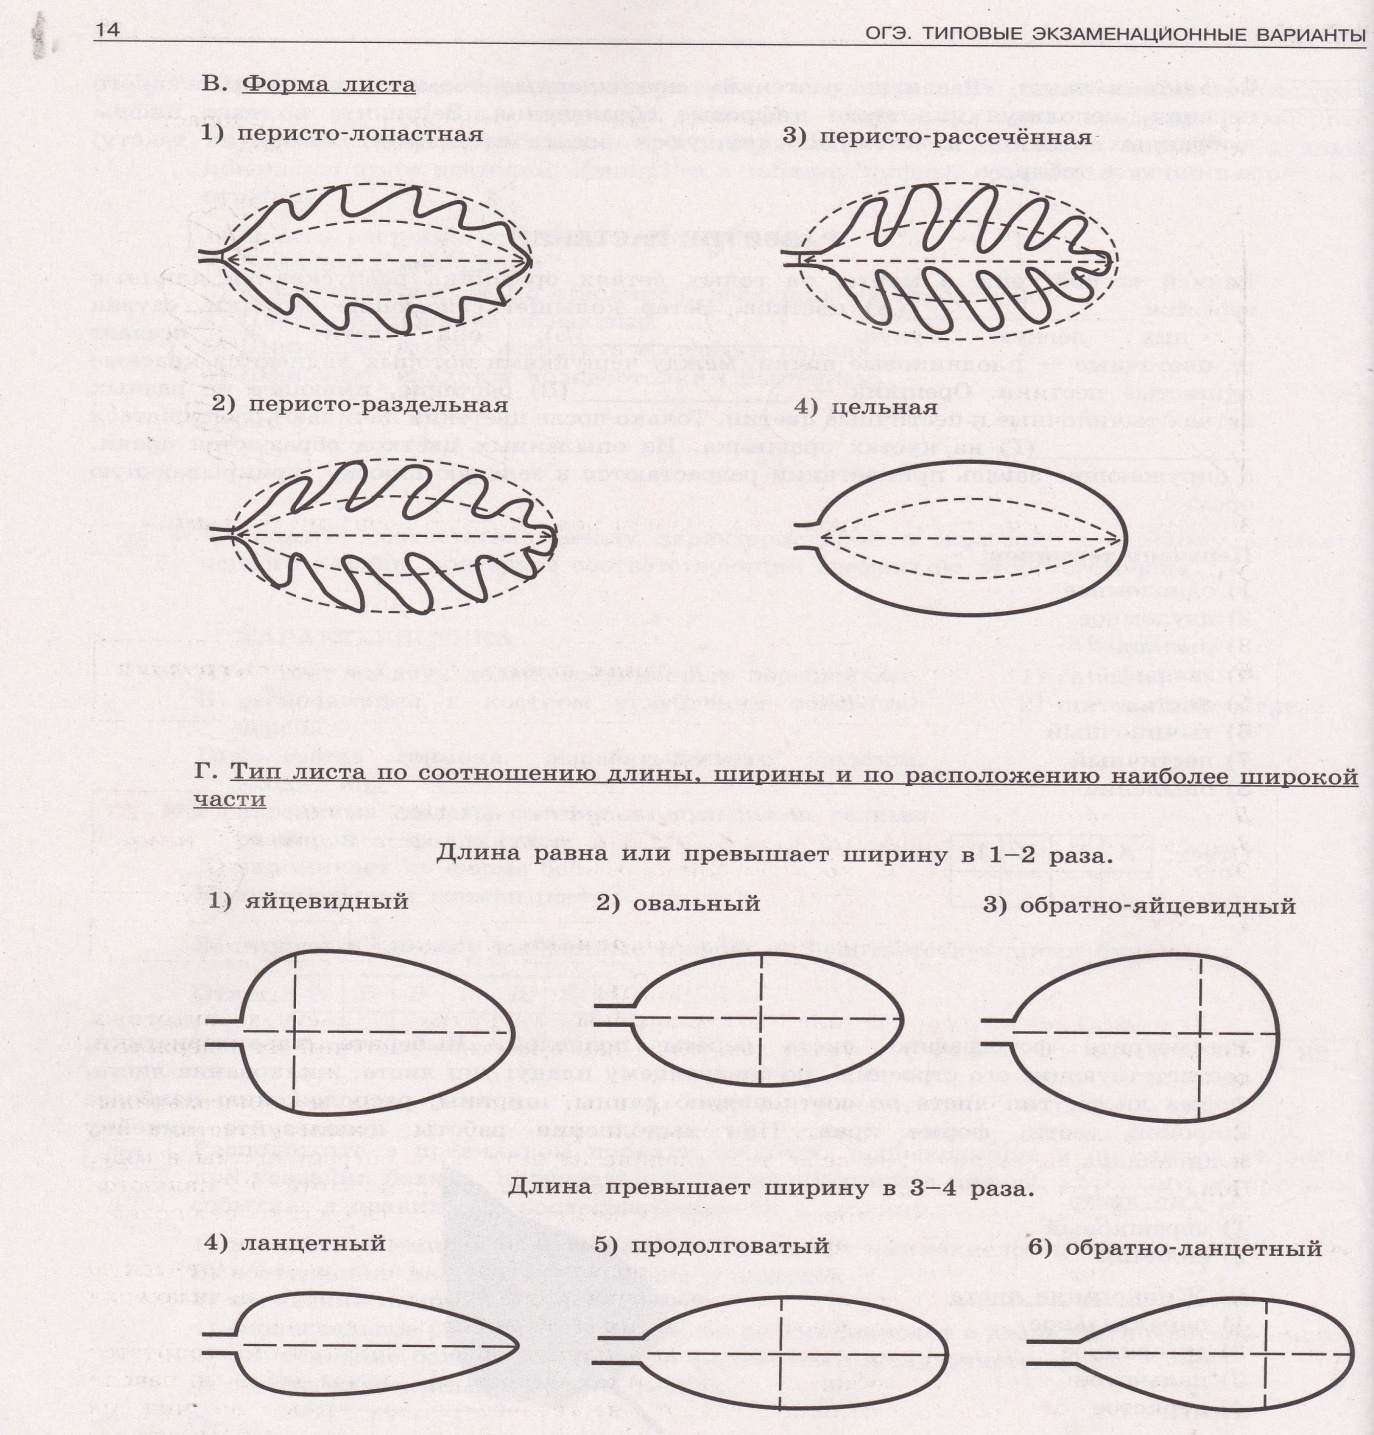 14
ОГЭ. ТИПОВЫЕ ЭКЗАМЕНАЦИОННЫЕ ВАРИАНТЫ
В. Форма листа
1) перисто-лопастная
3) перисто-рассечённая
2) перисто-раздельная
4) цельная
Г. Тип листа по соотношению длины, ширины и по расположению наиболее широкой
части
Длина равна или превышает ширину в 1–2 раза.
1) яйцевидный
2) овальный
3) обратно-яйцевидный
Длина превышает ширину в 3–4 раза.
4) ланцетный
5) продолговатый
6) обратно-ланцетный